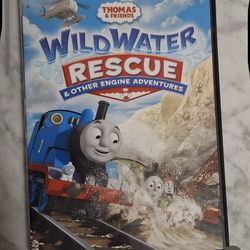 THOMAS
& FRIENDS
WILD WATER
RESCUE
& OTHER ENGINE ADVENTURES